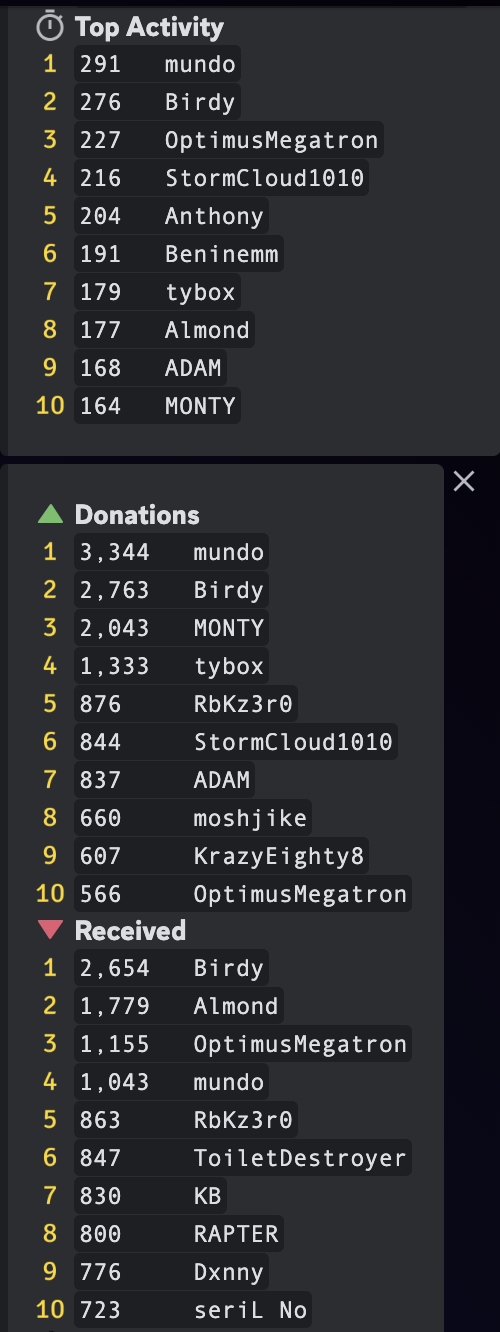 Top Activity
1 291 mundo
2 276 Birdy
3 227 OptimusMegatron
4 216 StormCloud1010
5 204 Anthony
6 191 Beninemm
7 179 tybox
8 177 Almond
9 168 ADAM
10 164 MONTY
Donations
1 3,344 mundo
2 2,763 Birdy
3 2,043 MONTY
4 1,333 tybox
5 876 RbKz3r0
6 844 StormCloud1010
7 837 ADAM
8 660 moshjike
9 607 KrazyEighty8
10 566 OptimusMegatron
Received
1 2,654 Birdy
2 1,779 Almond
3 1,155 OptimusMegatron
4 1,043 mundo
5 863 RbKz3r0
6 847 ToiletDestroyer
7 830 KB
8 800 RAPTER
9 776 Dxnny
10 723 seriL No